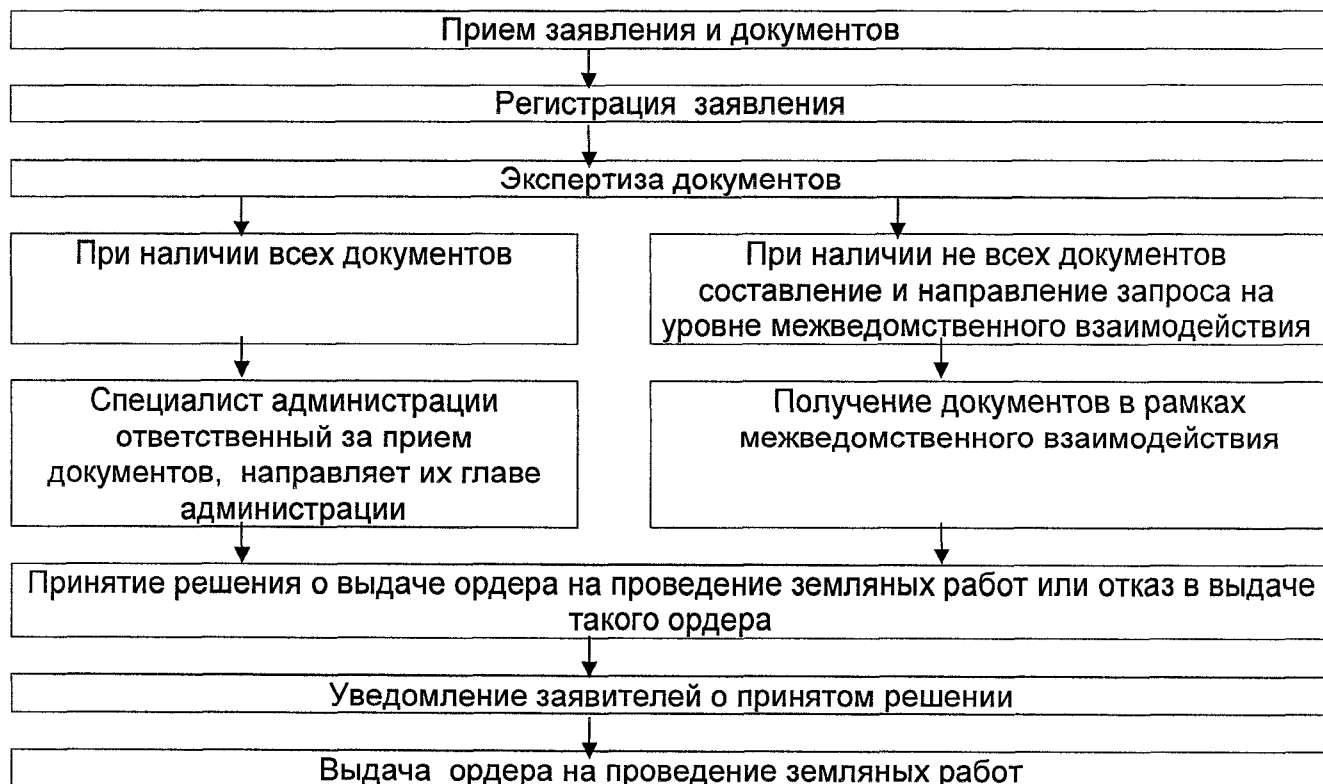 Прием заявления и документов
Регистрация заявления
Экспертиза документов
При наличии всех документов
При наличии не всех документов
составление и направление запроса на
уровне межведомственного взаимодействия
Специалист администрации
ответственный за прием
документов, направляет их главе
администрации
Получение документов в рамках
межведомственного взаимодействия
Принятие решения о выдаче ордера на проведение земляных работ или отказ в выдаче
такого ордера
Уведомление заявителей о принятом решении
Выдача ордера на проведение земляных работ